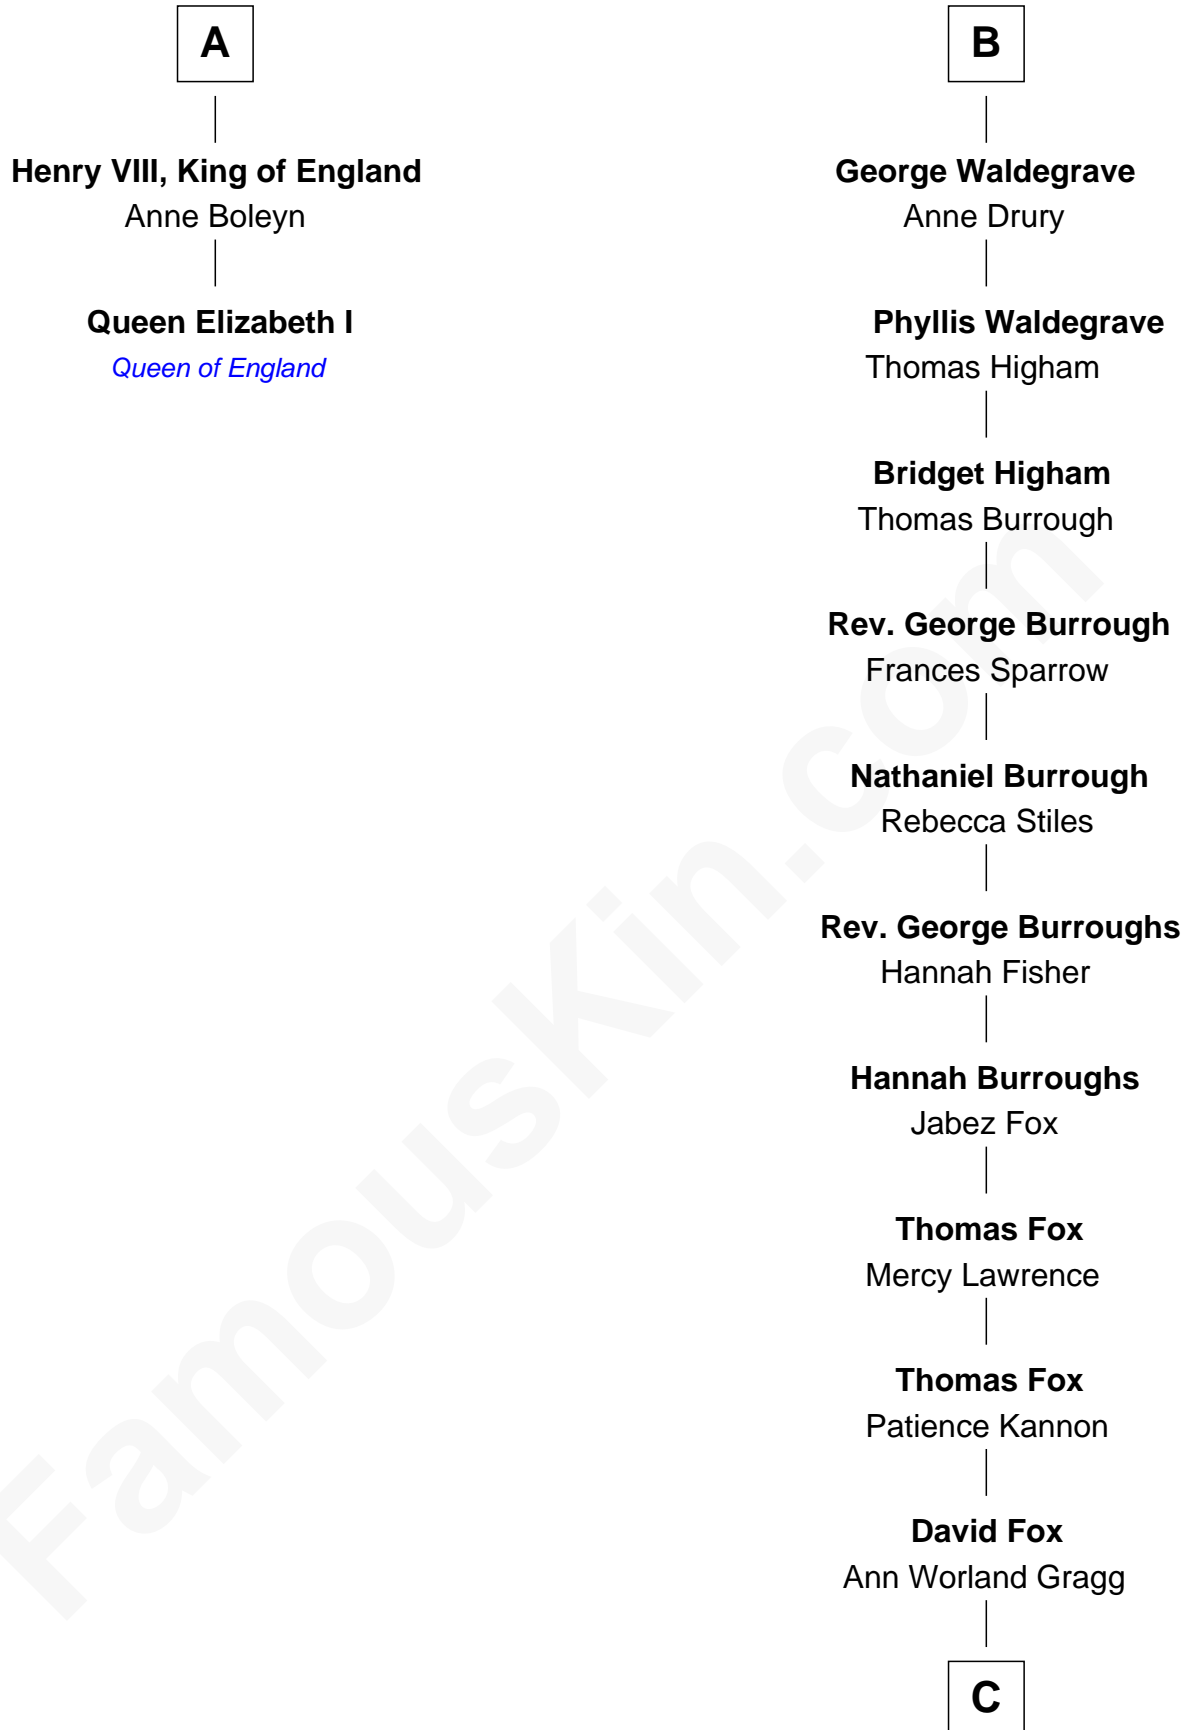 A
Henry VIII, King of England
Anne Boleyn
Queen Elizabeth I
Queen of England
B
George Waldegrave
Anne Drury
Phyllis Waldegrave
Thomas Higham
Bridget Higham
Thomas Burrough
Rev. George Burrough
Frances Sparrow
Nathaniel Burrough
Rebecca Stiles
Rev. George Burroughs
Hannah Fisher
Hannah Burroughs
Jabez Fox
Thomas Fox
Mercy Lawrence
Thomas Fox
Patience Kannon
David Fox
Ann Worland Gragg
C
FamousKin.com